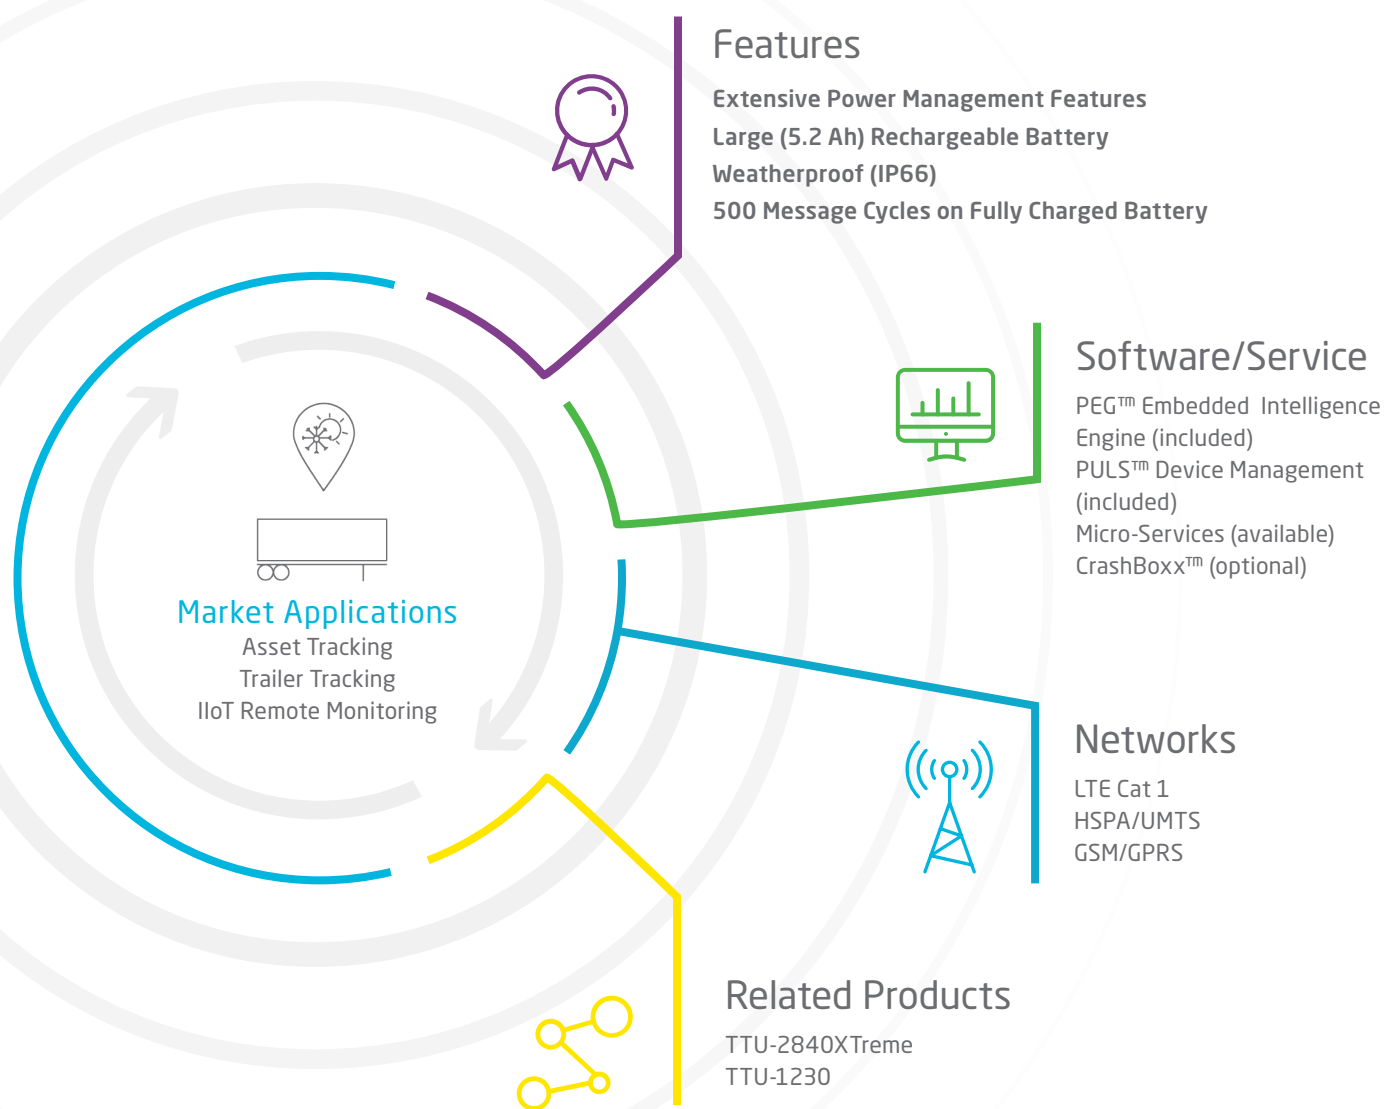 Features
Extensive Power Management Features
Large (5.2 Ah) Rechargeable Battery
Weatherproof (IP66)
500 Message Cycles on Fully Charged Battery
Software/Service
PEG™ Embedded Intelligence
Engine (included)
PULS™ Device Management
(included)
Micro-Services (available)
CrashBoxx™ (optional)
Market Applications
Asset Tracking
Trailer Tracking
IIoT Remote Monitoring
Networks
LTE Cat 1
HSPA/UMTS
GSM/GPRS
Related Products
TTU-2840XTreme
TTU-1230